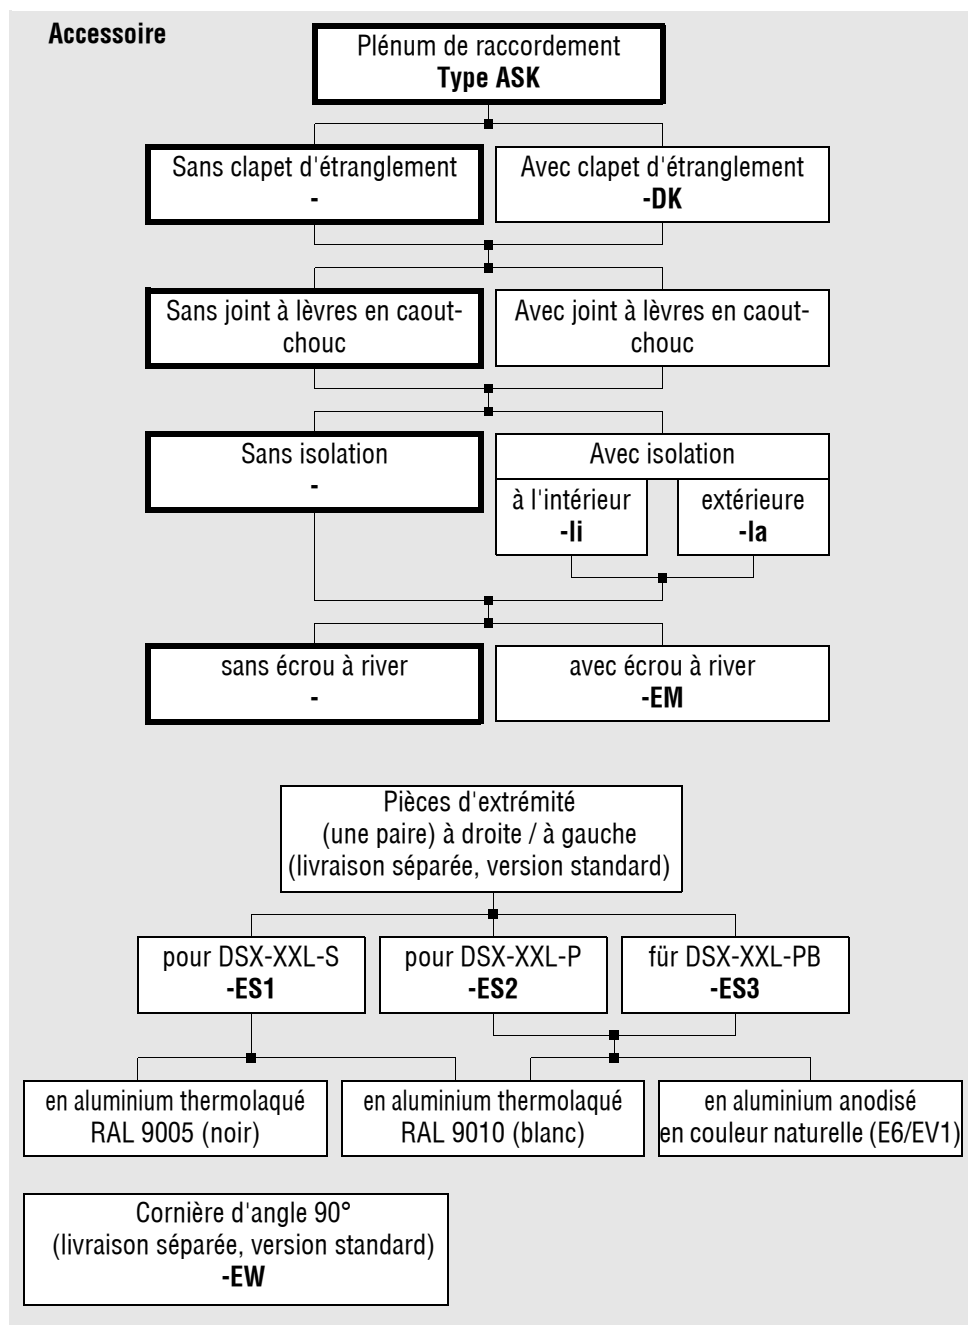 Accessoire
Plénum de raccordement
Type ASK
Sans clapet d'étranglement
-
Avec clapet d'étranglement
-DK
Sans joint à lèvres en caout-
chouc
Avec joint à lèvres en caout-
chouc
Sans isolation
-
Avec isolation
à l'intérieur
-Ii
extérieure
-Ia
sans écrou à river
-
avec écrou à river
-EM
Pièces d'extrémité
(une paire) à droite / à gauche
(livraison séparée, version standard)
pour DSX-XXL-S
-ES1
pour DSX-XXL-P
-ES2
für DSX-XXL-PB
-ES3
en aluminium thermolaqué
RAL 9005 (noir)
en aluminium thermolaqué
RAL 9010 (blanc)
en aluminium anodisé
en couleur naturelle (E6/EV1)
Cornière d'angle 90°
(livraison séparée, version standard)
-EW